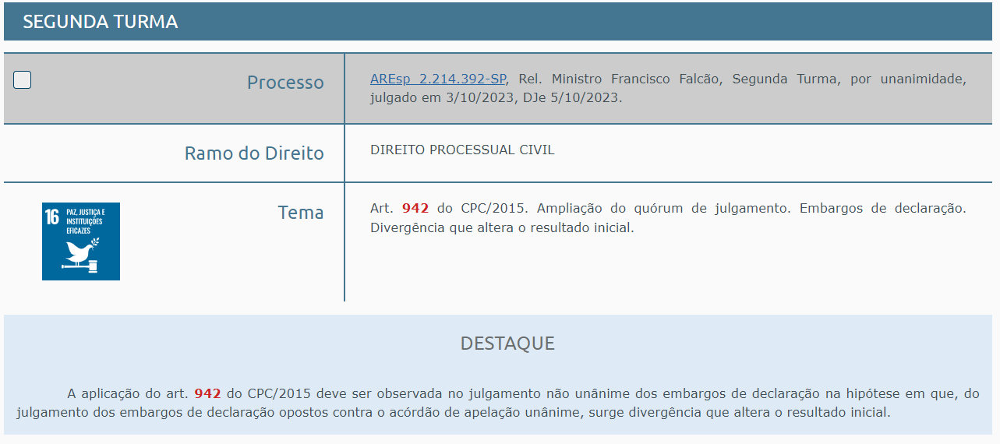 SEGUNDA TURMA
Processo
AREsp 2.214.392-SP, Rel. Ministro Francisco Falcão, Segunda Turma, por unanimidade,
julgado em 3/10/2023, DJe 5/10/2023.
Ramo do Direito
DIREITO PROCESSUAL CIVIL
16 PAZ, JUSTIÇA E
INSTITUIÇÕES
EFICAZES
Tema
Art. 942 do CPC/2015. Ampliação do quórum de julgamento. Embargos de declaração.
Divergência que altera o resultado inicial.
DESTAQUE
A aplicação do art. 942 do CPC/2015 deve ser observada no julgamento não unânime dos embargos de declaração na hipótese em que, do
julgamento dos embargos de declaração opostos contra o acórdão de apelação unânime, surge divergência que altera o resultado inicial.